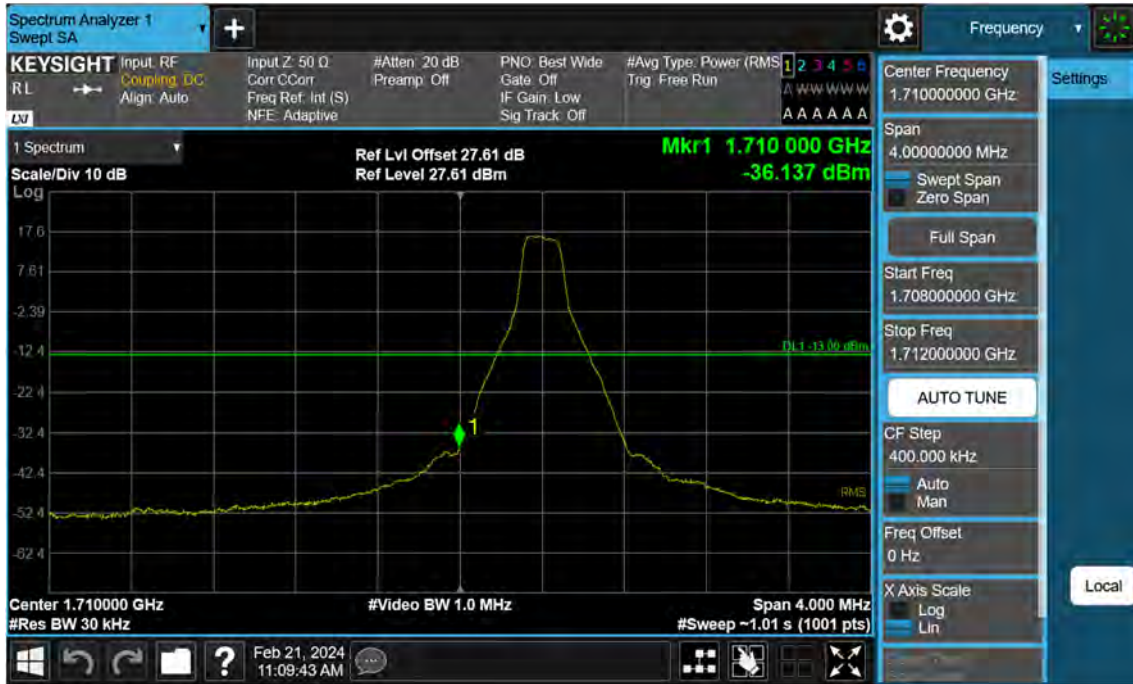 Spectrum Analyzer 1
Swept SA
+
Frequency
KEYSIGHT
RL
LXI
Input: RF
Coupling: DC
Align: Auto
Input Z: 50 Ω
Corr CCorr
Freq Ref: Int (S)
NFE: Adaptive
#Atten: 20 dB
Preamp: Off
PNO: Best Wide
Gate: Off
IF Gain: Low
Sig Track: Off
#Avg Type: Power (RMS
Trig: Free Run
1 2 3 4 5 6
A W W W W W
A A A A A A
Center Frequency
1.710000000 GHz
Settings
1 Spectrum
Scale/Div 10 dB
Ref Lvl Offset 27.61 dB
Ref Level 27.61 dBm
Mkr1 1.710 000 GHz
-36.137 dBm
Span
4.00000000 MHz
Swept Span
Zero Span
Full Span
Start Freq
1.708000000 GHz
Stop Freq
1.712000000 GHz
AUTO TUNE
CF Step
400.000 kHz
Auto
Man
Freq Offset
0 Hz
X Axis Scale
Log
Lin
Local
Log
17.6
7.61
-2.39
-12.4
-22.4
-32.4
-42.4
-52.4
-62.4
DL1 -13.00 dBm
1
RMS
Center 1.710000 GHz
#Video BW 1.0 MHz
Span 4.000 MHz
#Res BW 30 kHz
#Sweep ~1.01 s (1001 pts)
?
Feb 21, 2024
11:09:43 AM